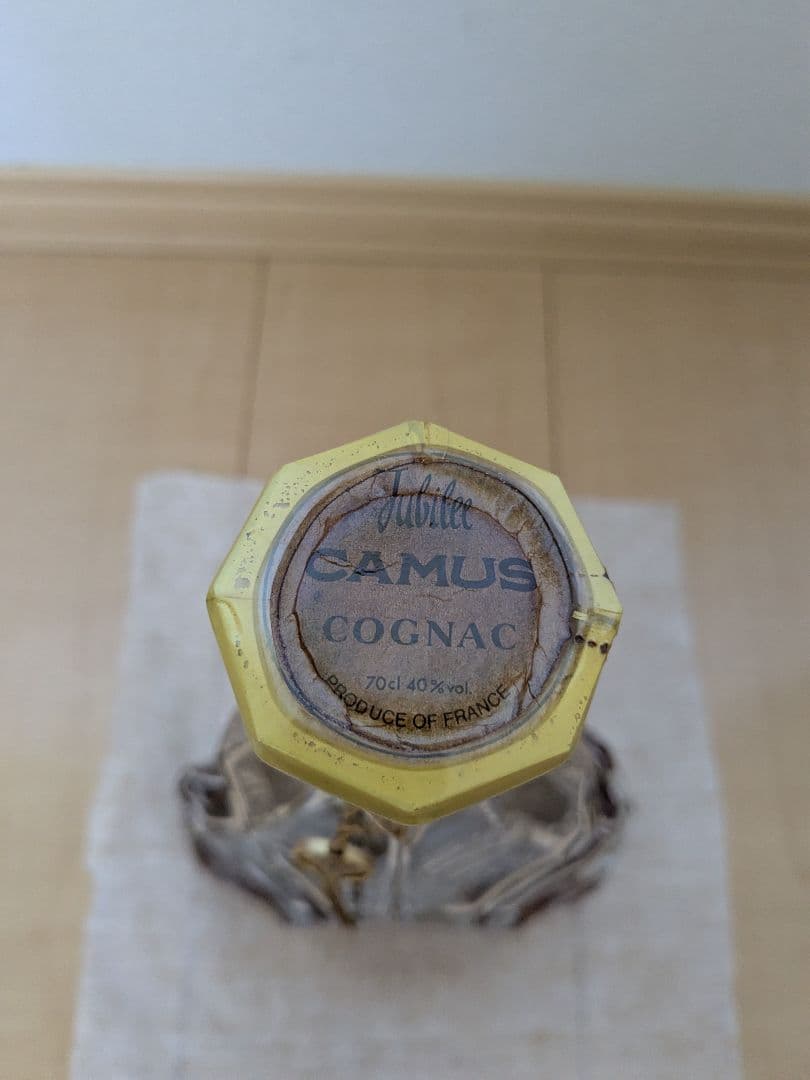 Jubilee
CAMUS
COGNAC
70cl 40%vol.
PRODUCE OF FRANCE